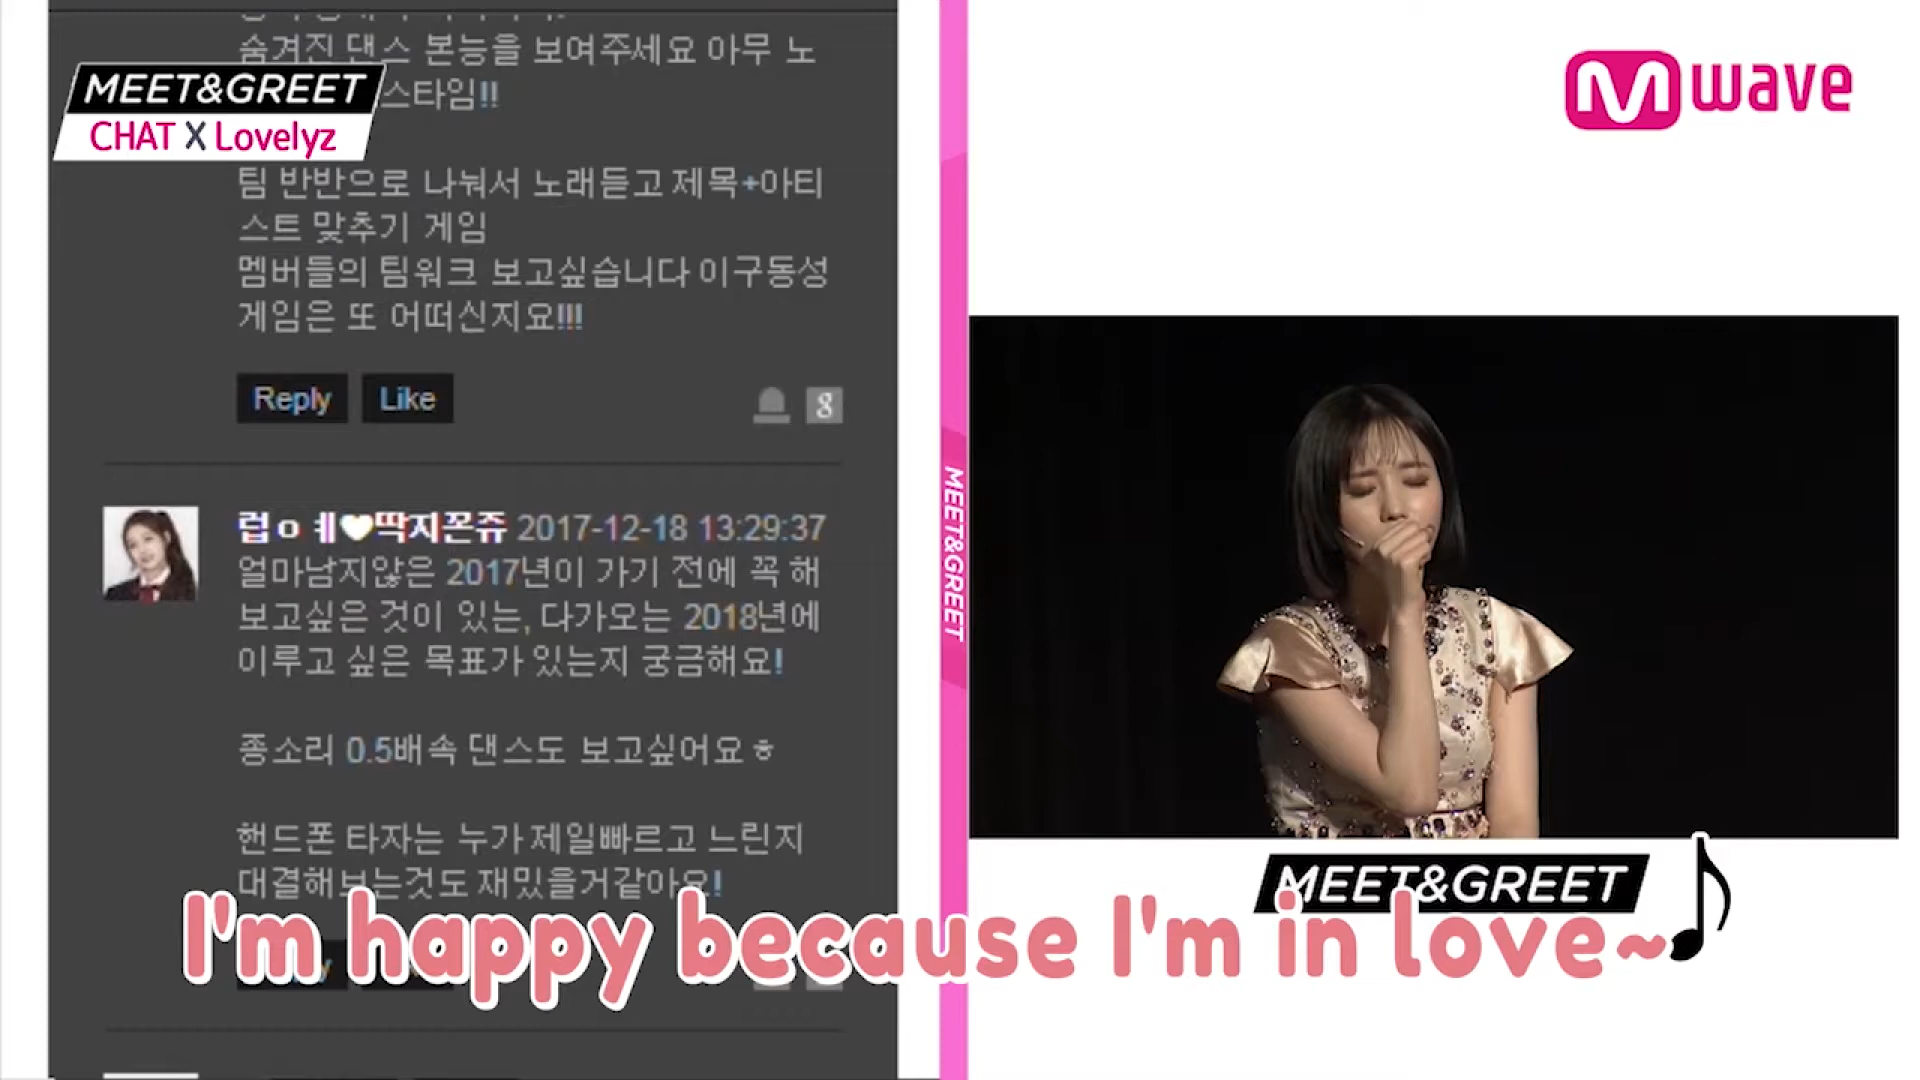 숨겨진 댄스 본능을 보여주세요 아무 노
스타임!!
MEET&GREET
CHAT X Lovelyz
팀 반반으로 나눠서 노래듣고 제목+아티
스트 맞추기 게임
멤버들의 팀워크 보고싶습니다 이구동성
게임은 또 어떠신지요!!!
Reply Like
8
럽ㅇㅖ♥딱지꼰쥬 2017-12-18 13:29:37
얼마남지않은 2017년이 가기 전에 꼭 해
보고싶은 것이 있는, 다가오는 2018년에
이루고 싶은 목표가 있는지 궁금해요!
종소리 0.5배속 댄스도 보고싶어요ㅎ
핸드폰 타자는 누가 제일빠르고 느린지
대결해보는것도 재밌을거같아요!
MEET&GREET
Mwave
MEET&GREET
I'm happy because I'm in love~♪